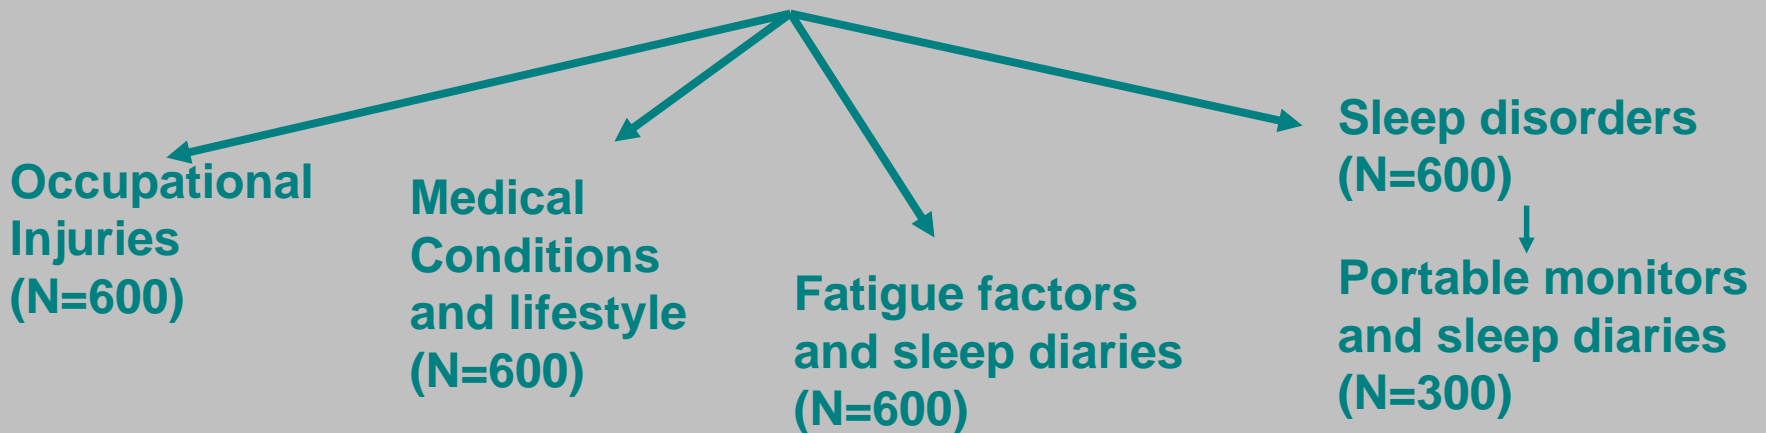 Occupational
Injuries
(N=600)
Medical
Conditions
and lifestyle
(N=600)
Fatigue factors
and sleep diaries
(N=600)
Sleep disorders
(N=600)
Portable monitors
and sleep diaries
(N=300)